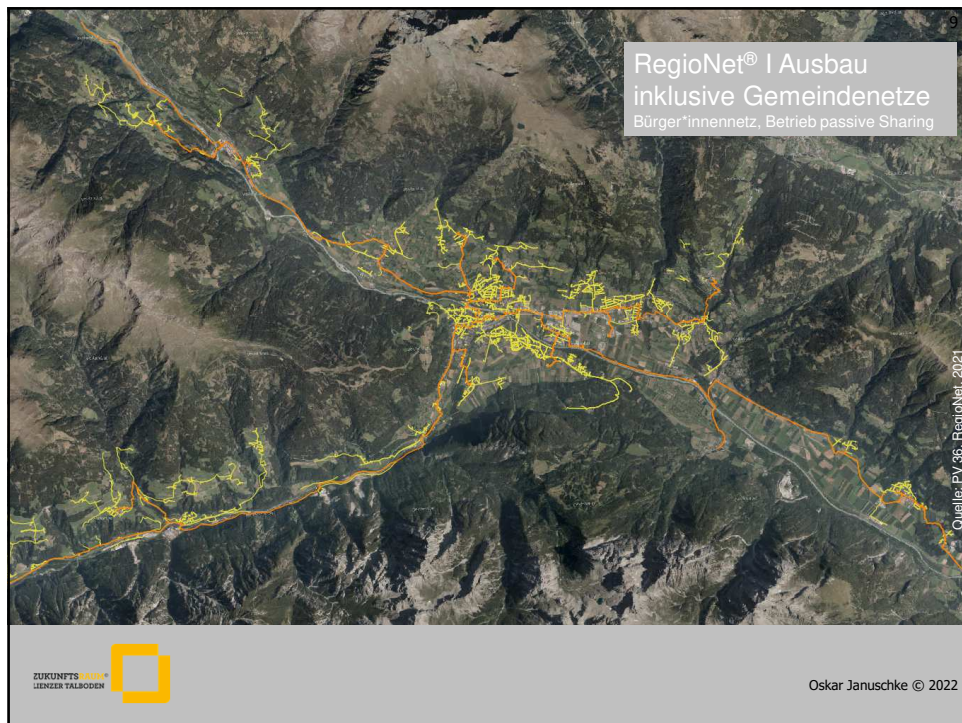 9
RegioNet® I Ausbau
inklusive Gemeindenetze
Bürger*innennetz, Betrieb passive Sharing
Quelle: PV 36, RegioNet, 2021
ZUKUNFTSRAUM®
LIENZER TALBODEN
Oskar Januschke © 2022